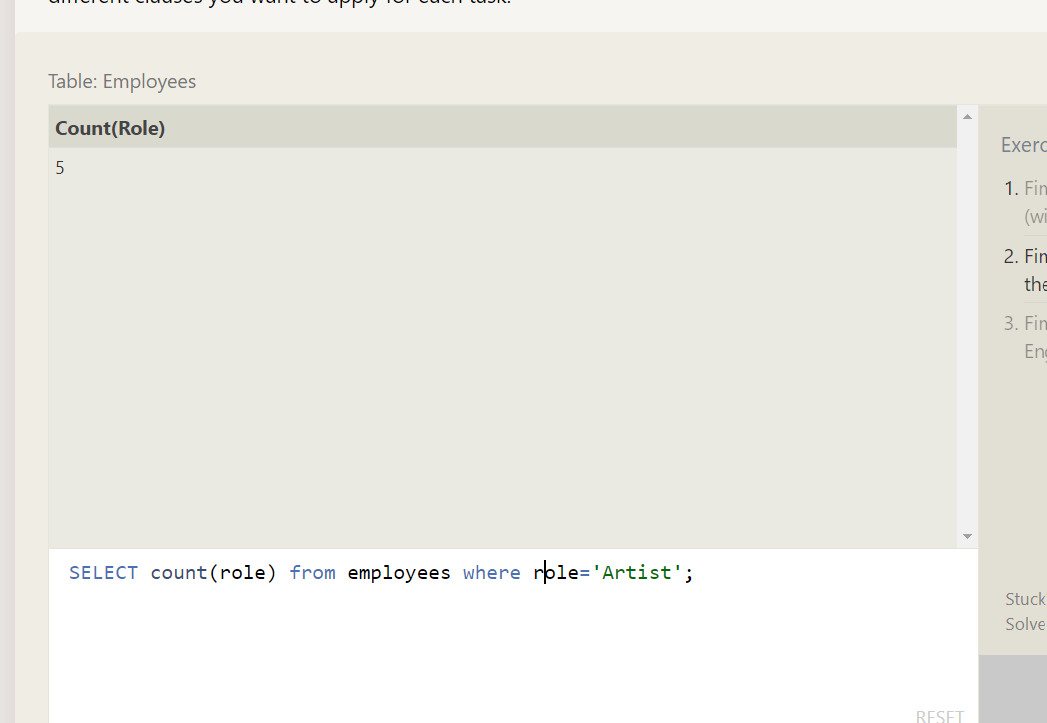 different clauses you want to apply for each task.
Table: Employees
Count(Role)
5
Exerc
1. Fin
(wi
2. Fin
the
3. Fin
Eng
SELECT count(role) from employees where role='Artist';
Stuck
Solve
RESET